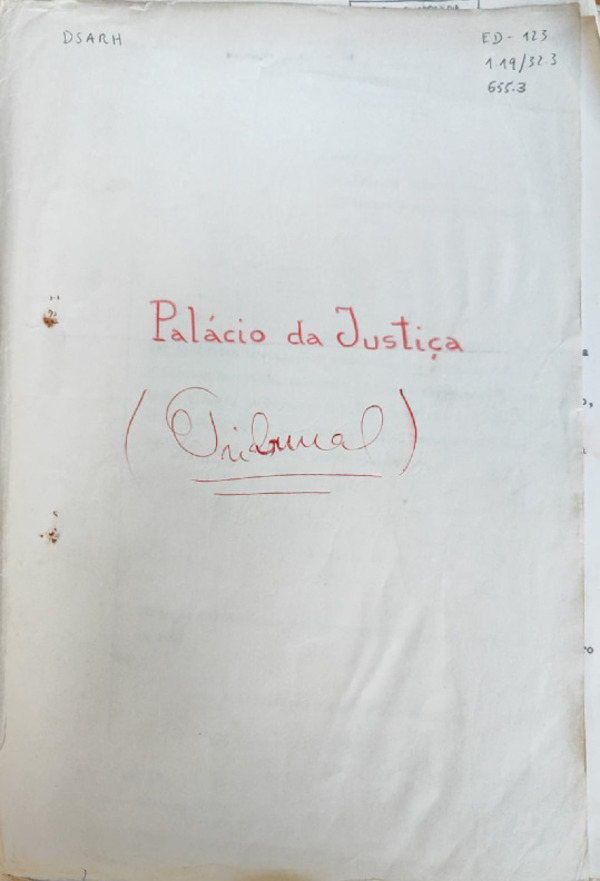 DSARH
ED-123
1.19/32.3
655.3
Palácio da Justiça
(Tribunal)